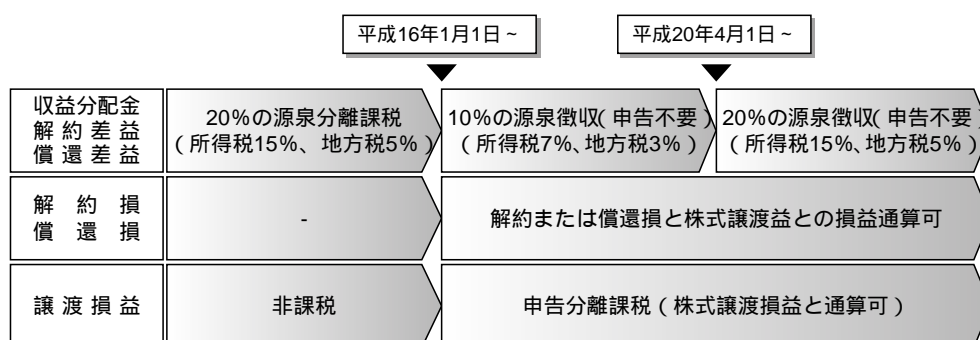 平成16年1月1日~
平成20年4月1日~
収益分配金
解約差益
償還差益
20%の源泉分離課税
(所得税15%、地方税5%)
10%の源泉徴収(申告不要)
(所得税7%、地方税3%)
20%の源泉徴収(申告不要)
(所得税15%、地方税5%)
解約損
償還損
-
解約または償還損と株式譲渡益との損益通算可
譲渡損益
非課税
申告分離課税(株式譲渡損益と通算可)